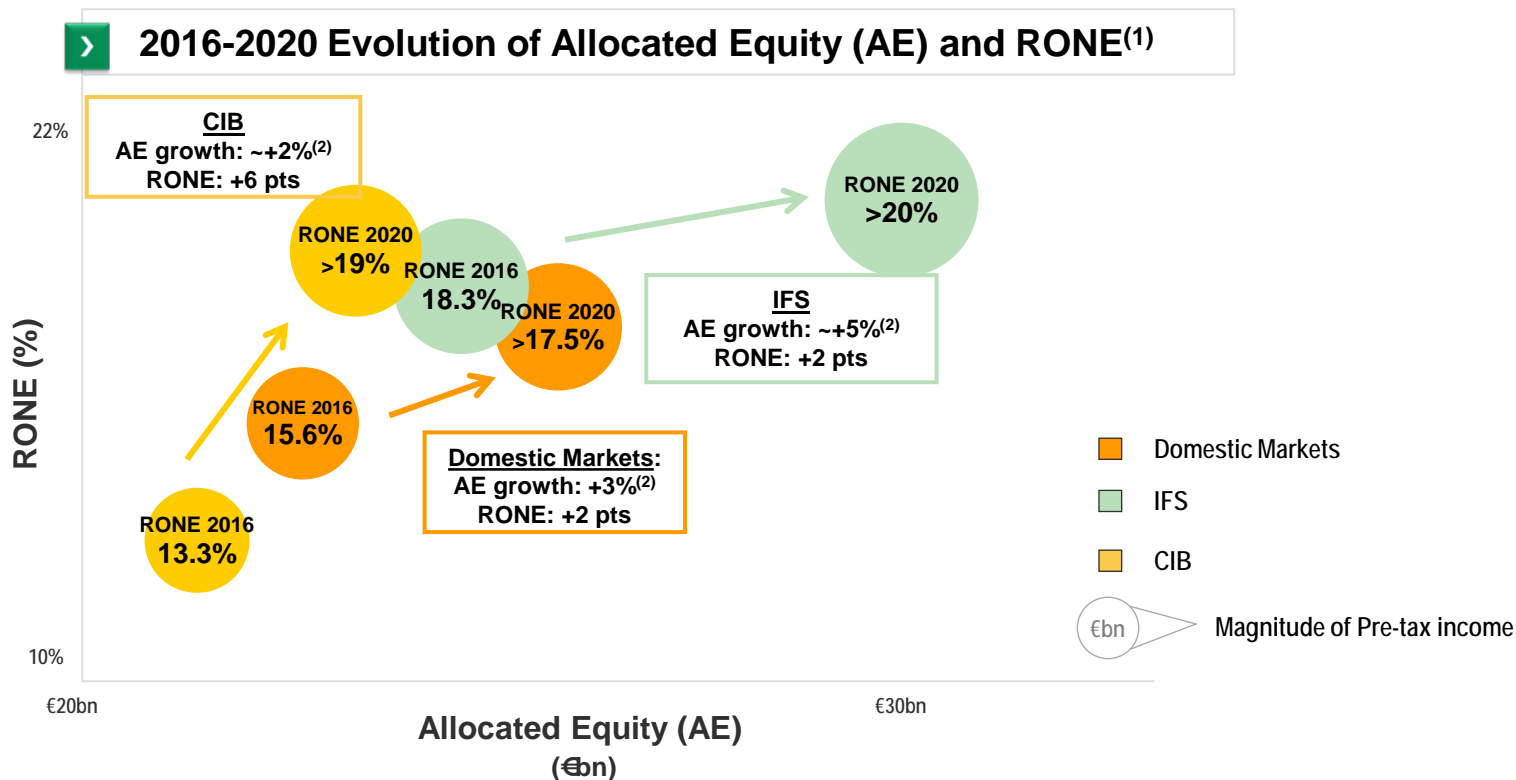 2016-2020 Evolution of Allocated Equity (AE) and RONE(1)
22%
CIB
AE growth: ~+2%(2)
RONE: +6 pts
RONE 2020
>20%
RONE 2020
>19%
RONE 2016
18.3%
RONE 2020
>17.5%
IFS
AE growth: ~+5%(2)
RONE: +2 pts
RONE (%)
RONE 2016
15.6%
Domestic Markets:
AE growth: +3%(2)
RONE: +2 pts
RONE 2016
13.3%
Domestic Markets
IFS
CIB
€bn
Magnitude of Pre-tax income
10%
€20bn
€30bn
Allocated Equity (AE)
(€bn)